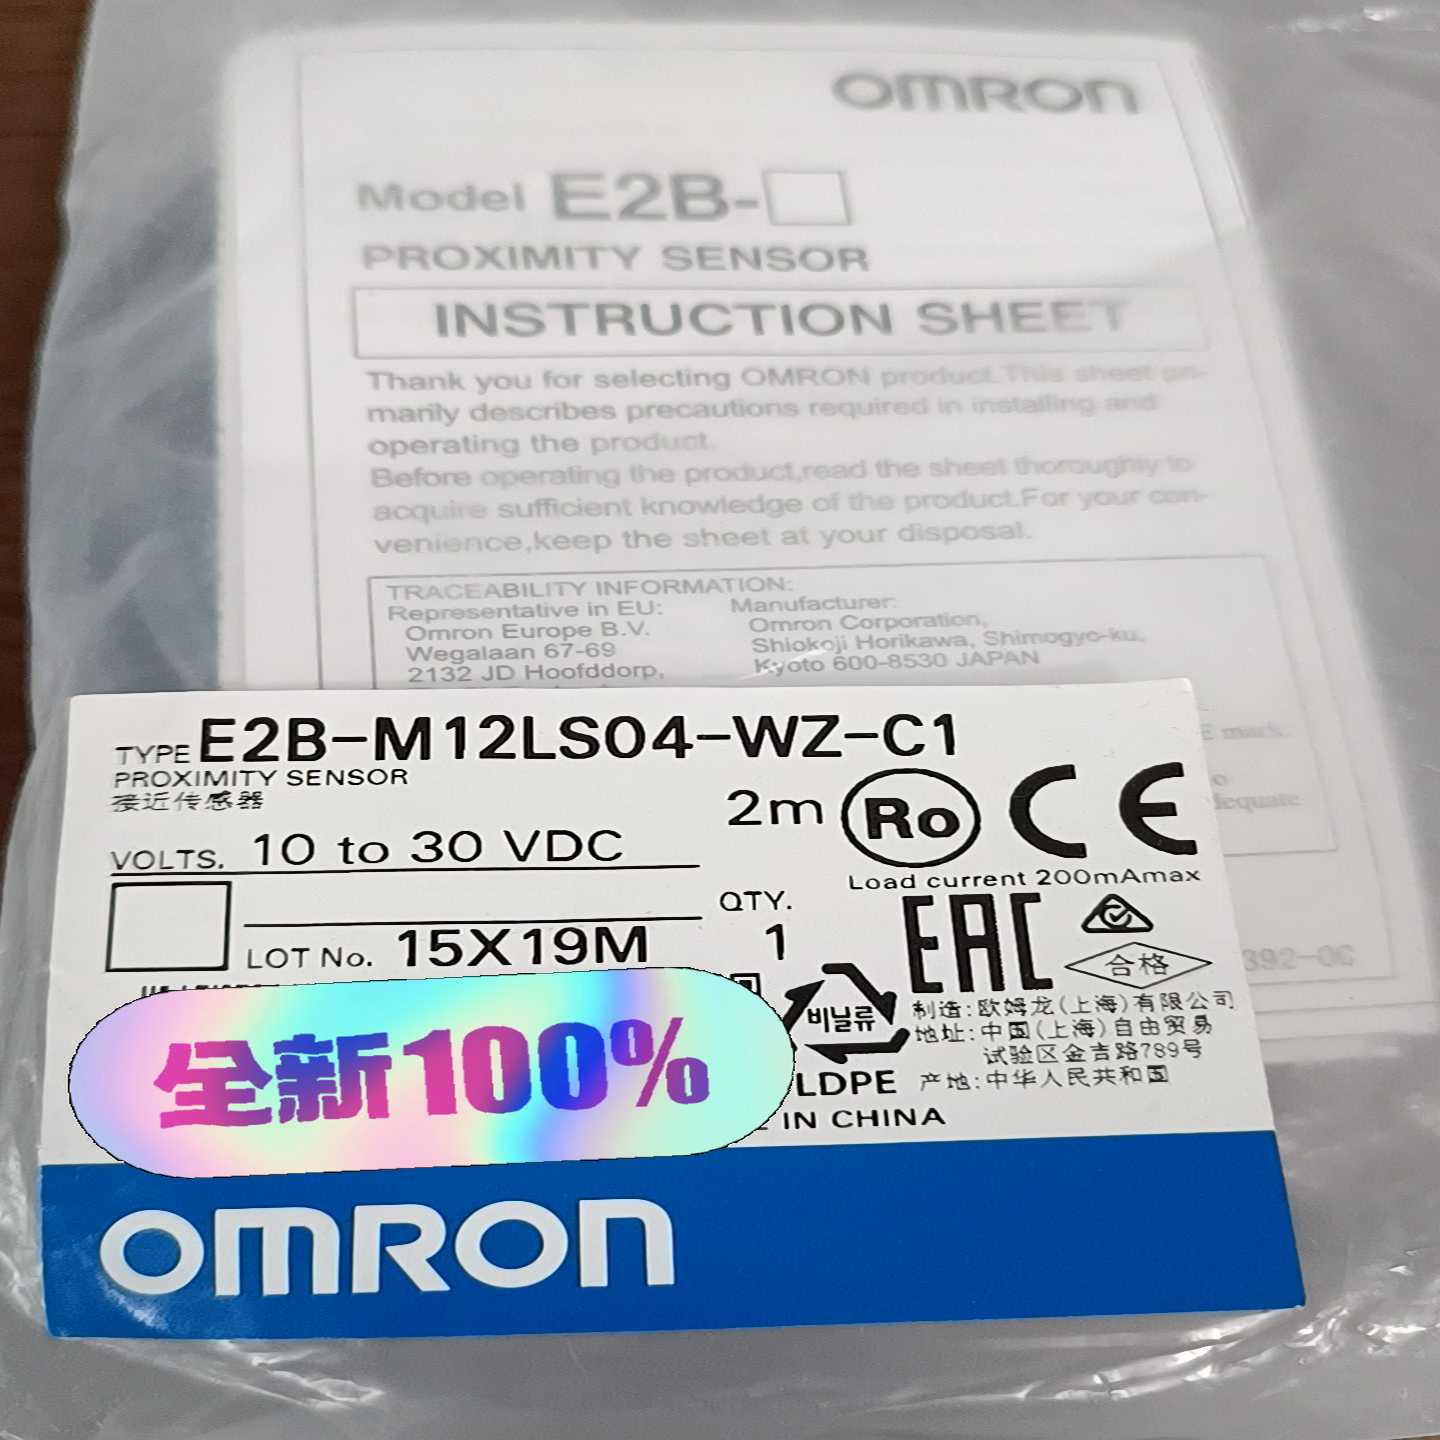 OMRON
Model E2B-□
PROXIMITY SENSOR
INSTRUCTION SHEET
Thank you for selecting OMRON product.This sheet pri-
marily describes precautions required in installing and
operating the product.
Before operating the product,read the sheet thoroughly to
acquire sufficient knowledge of the product.For your con-
venience,keep the sheet at your disposal.
TRACEABILITY INFORMATION:
Representative in EU: Manufacturer:
Omron Europe B.V. Omron Corporation,
Wegalaan 67-69 Shiokoji Horikawa, Shimogyo-ku,
2132 JD Hoofddorp, Kyoto 600-8530 JAPAN
E mark.
392-0C
TYPE E2B-M12LS04-WZ-C1
PROXIMITY SENSOR
接近传感器
2m Ro CE
VOLTS. 10 to 30 VDC
Load current 200mAmax
QTY.
LOT No. 15X19M 1
EAC
合格
비닐류
LDPE
制造:欧姆龙(上海)有限公司
地址:中国(上海)自由贸易
试验区金吉路789号
产地:中华人民共和国
IN CHINA
全新100%
OMRON